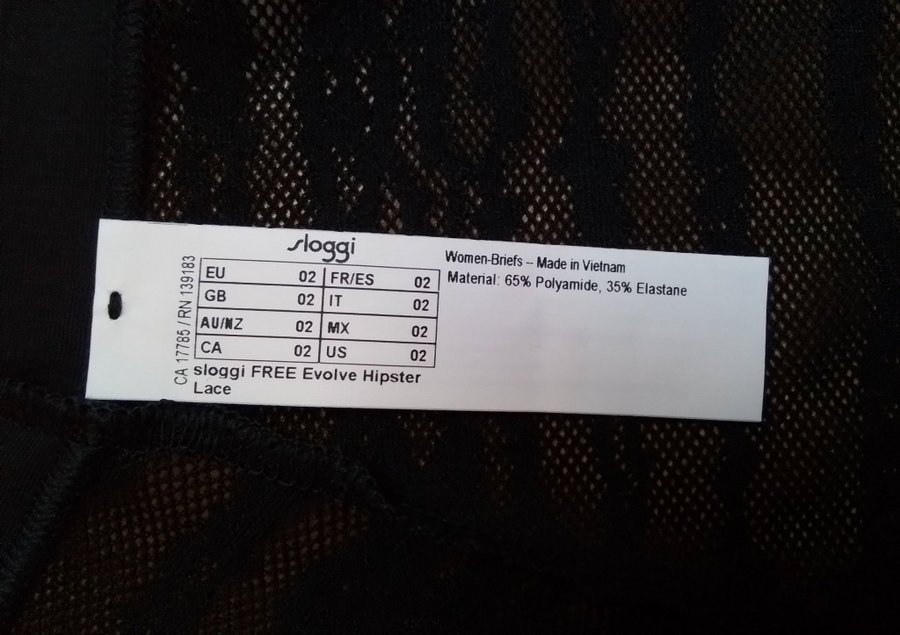 sloggi
CA 17785 / RN 139183
EU 02 FR/ES 02
GB 02 IT 02
AU/NZ 02 MX 02
CA 02 US 02
sloggi FREE Evolve Hipster
Lace
Women-Briefs – Made in Vietnam
Material: 65% Polyamide, 35% Elastane